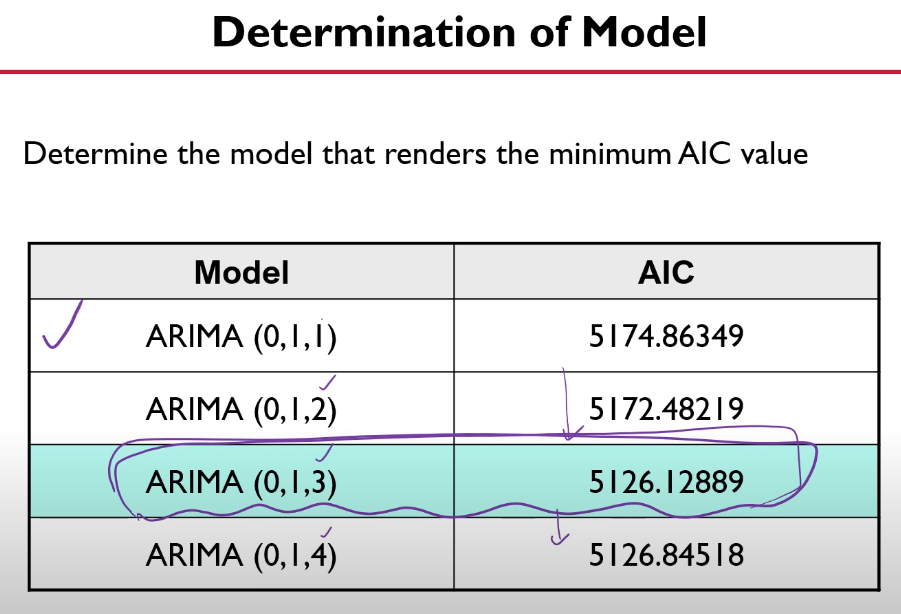 Determination of Model
Determine the model that renders the minimum AIC value
Model AIC
ARIMA (0,1,1) 5174.86349
ARIMA (0,1,2) 5172.48219
ARIMA (0,1,3) 5126.12889
ARIMA (0,1,4) 5126.84518